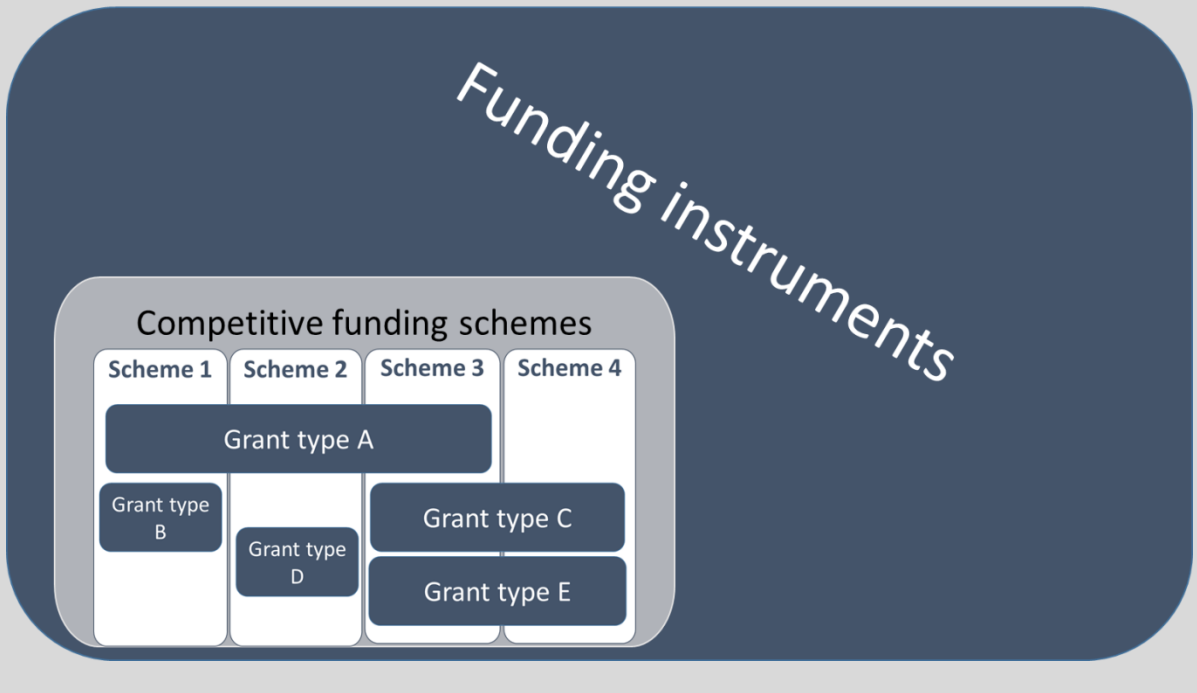 Funding instruments
Competitive funding schemes
Scheme 1
Scheme 2
Scheme 3
Scheme 4
Grant type A
Grant type
B
Grant type C
Grant type
D
Grant type E